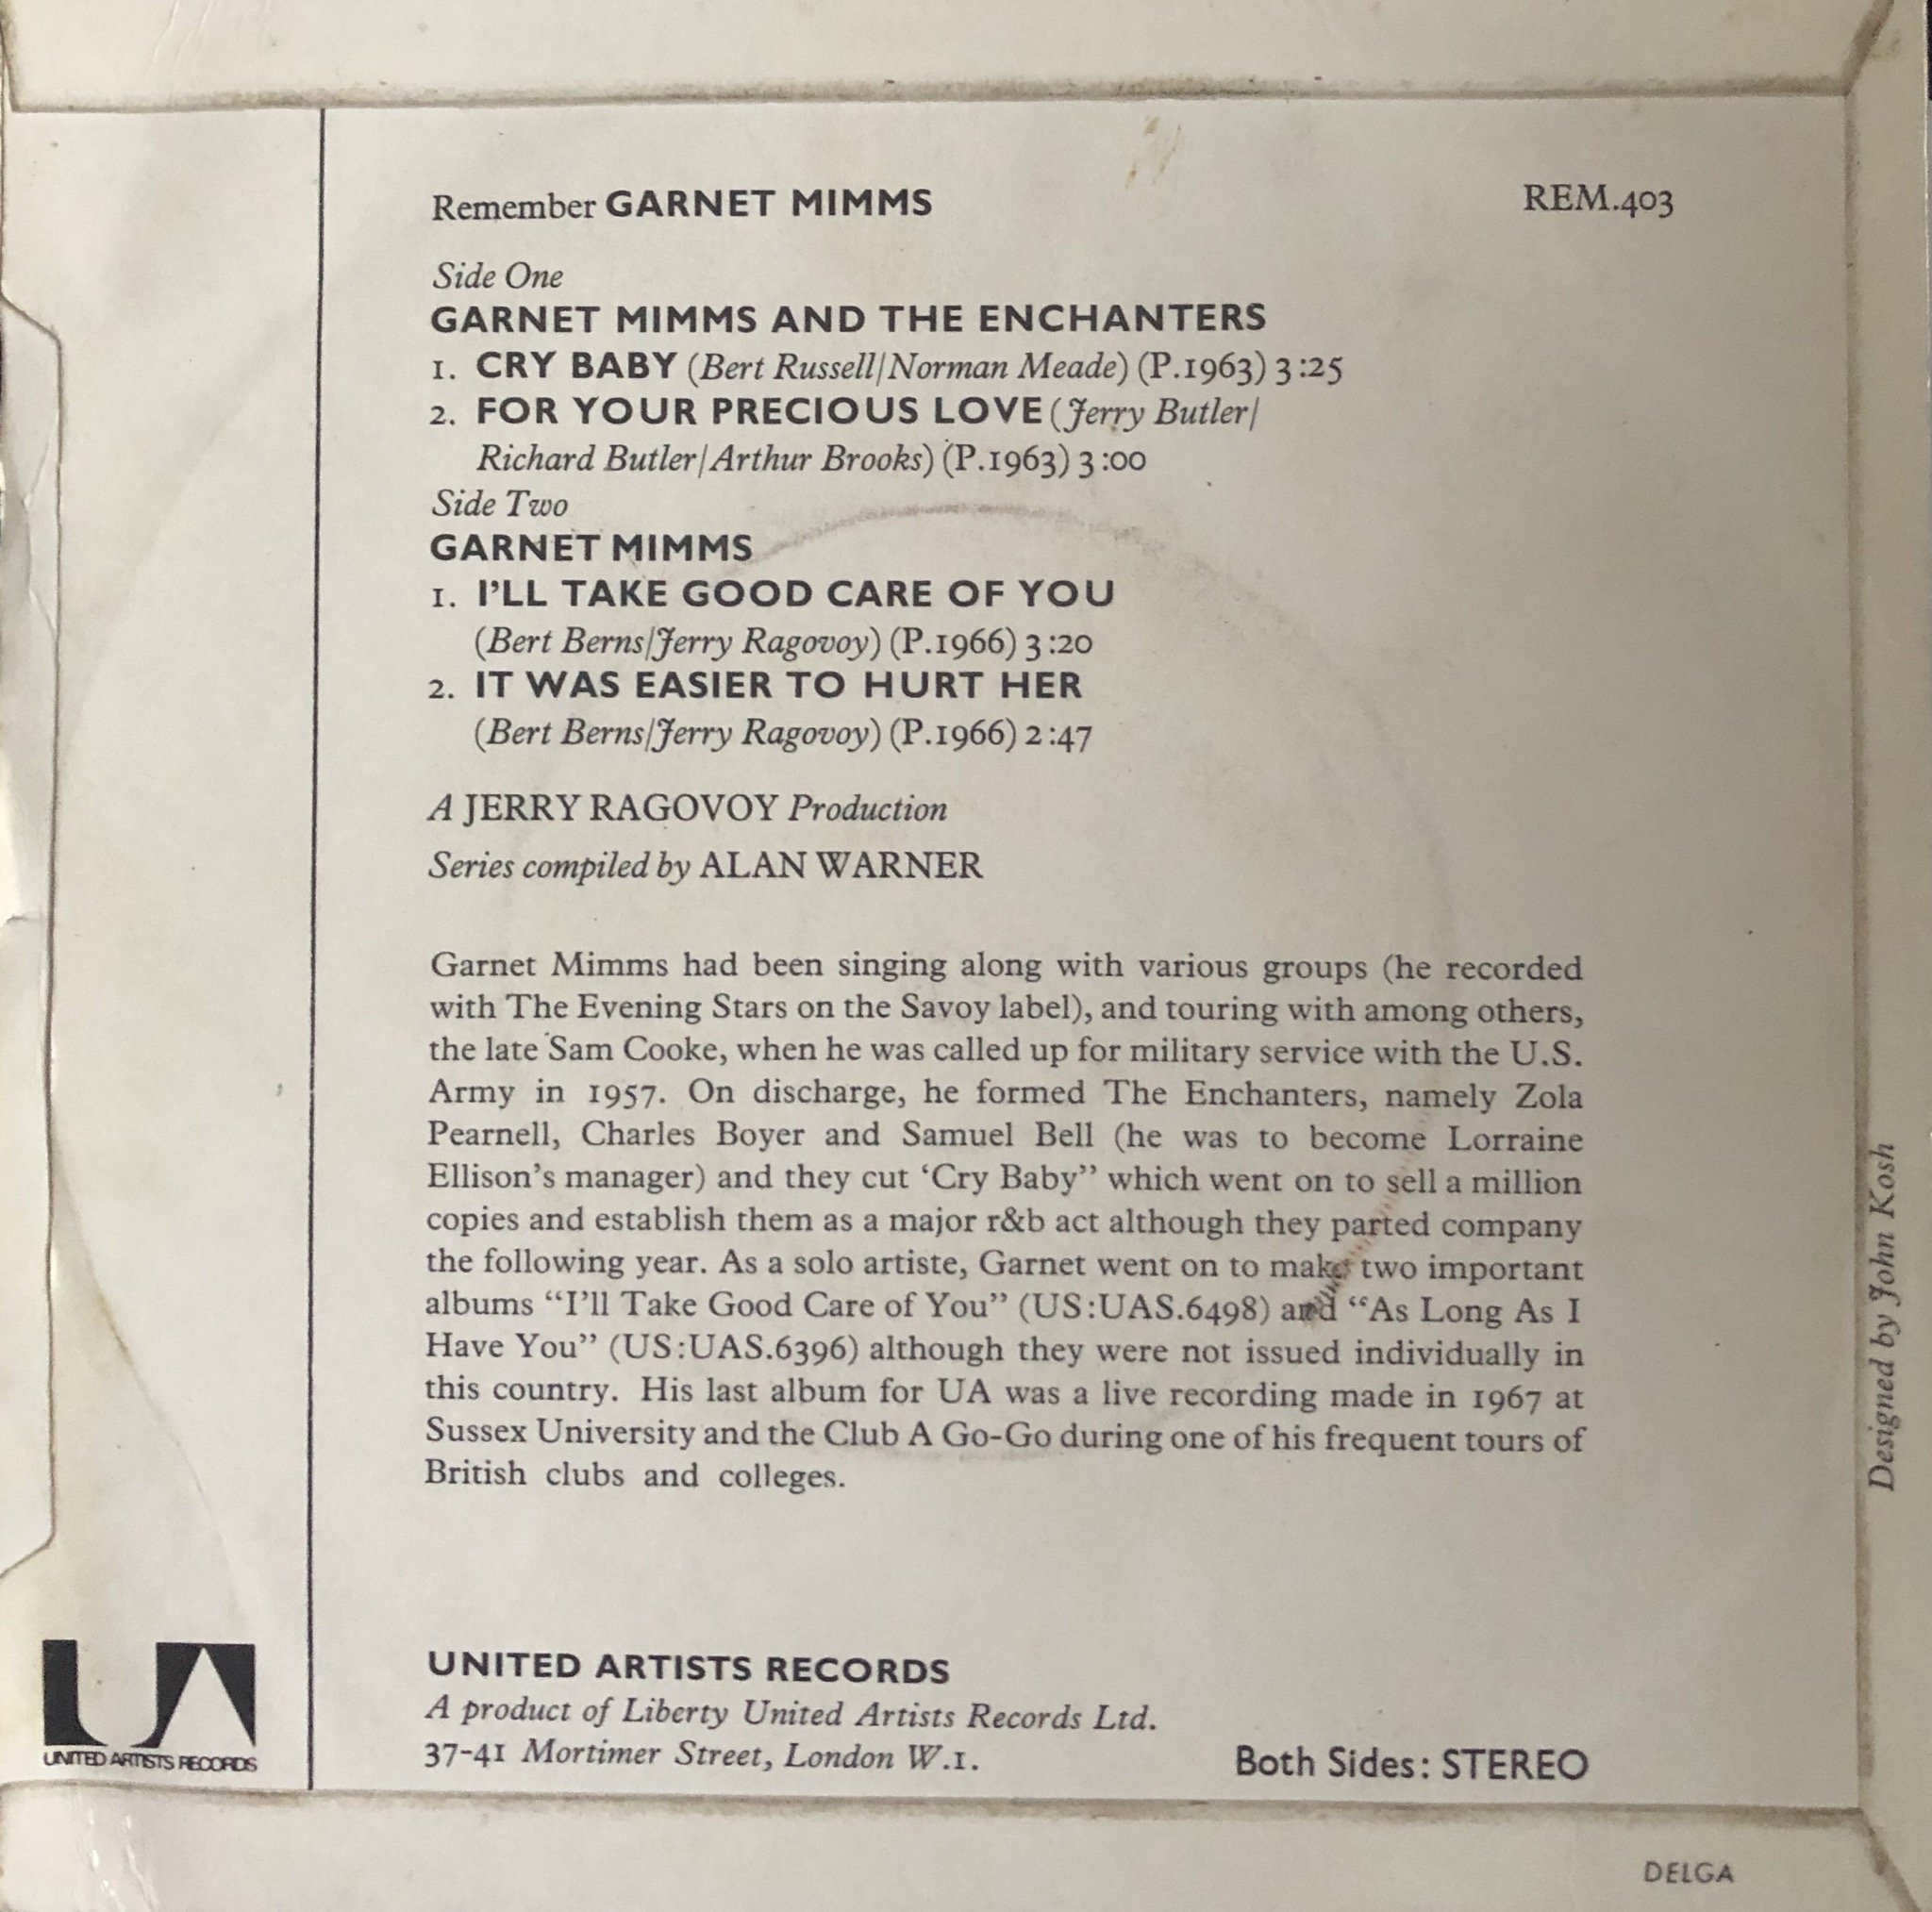 Remember GARNET MIMMS
REM.403
Side One
GARNET MIMMS AND THE ENCHANTERS
1. CRY BABY (Bert Russell/Norman Meade) (P.1963) 3:25
2. FOR YOUR PRECIOUS LOVE (Jerry Butler/
Richard Butler/Arthur Brooks) (P.1963) 3:00
Side Two
GARNET MIMMS
1. I'LL TAKE GOOD CARE OF YOU
(Bert Berns/Jerry Ragovoy) (P.1966) 3:20
2. IT WAS EASIER TO HURT HER
(Bert Berns/Jerry Ragovoy) (P.1966) 2:47
A JERRY RAGOVOY Production
Series compiled by ALAN WARNER
Garnet Mimms had been singing along with various groups (he recorded
with The Evening Stars on the Savoy label), and touring with among others,
the late Sam Cooke, when he was called up for military service with the U.S.
Army in 1957. On discharge, he formed The Enchanters, namely Zola
Pearnell, Charles Boyer and Samuel Bell (he was to become Lorraine
Ellison's manager) and they cut ‘Cry Baby” which went on to sell a million
copies and establish them as a major r&b act although they parted company
the following year. As a solo artiste, Garnet went on to make two important
albums “I'll Take Good Care of You” (US:UAS.6498) and “As Long As I
Have You” (US:UAS.6396) although they were not issued individually in
this country. His last album for UA was a live recording made in 1967 at
Sussex University and the Club A Go-Go during one of his frequent tours of
British clubs and colleges.
Designed by John Kosh
UA
UNITED ARTISTS RECORDS
UNITED ARTISTS RECORDS
A product of Liberty United Artists Records Ltd.
37-41 Mortimer Street, London W.1.
Both Sides: STEREO
DELGA